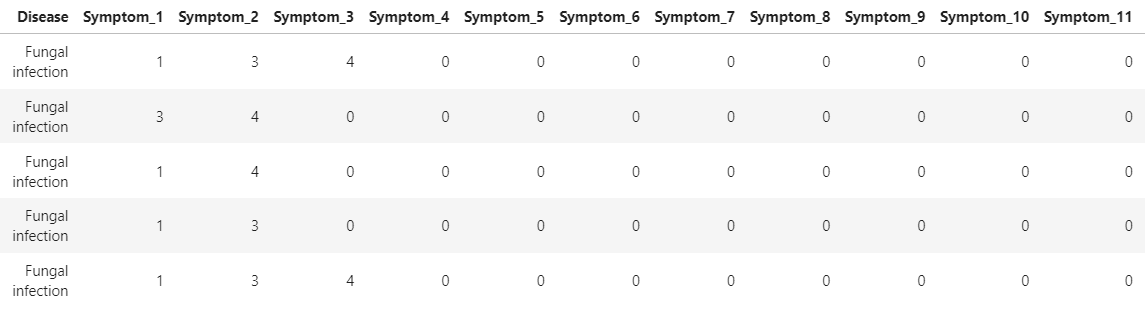 Disease Symptom_1 Symptom_2 Symptom_3 Symptom_4 Symptom_5 Symptom_6 Symptom_7 Symptom_8 Symptom_9 Symptom_10 Symptom_11
Fungal
infection 1 3 4 0 0 0 0 0 0 0 0
Fungal
infection 3 4 0 0 0 0 0 0 0 0 0
Fungal
infection 1 4 0 0 0 0 0 0 0 0 0
Fungal
infection 1 3 0 0 0 0 0 0 0 0 0
Fungal
infection 1 3 4 0 0 0 0 0 0 0 0